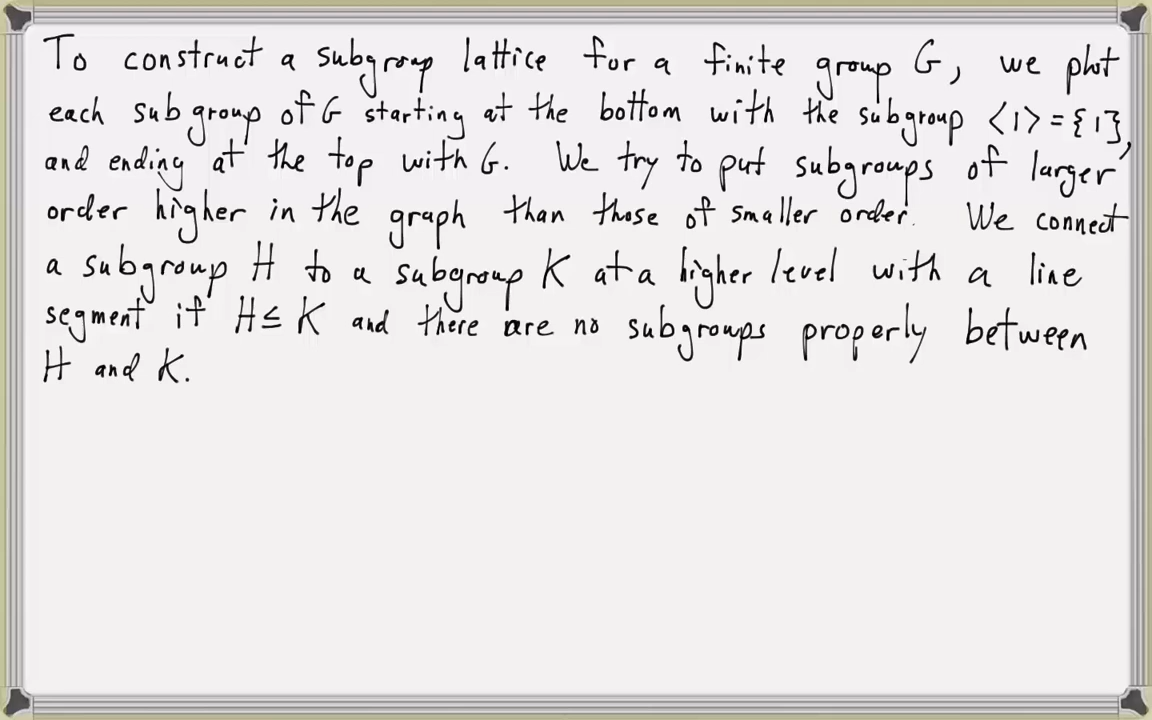 To construct a subgroup lattice for a finite group G, we plot
each subgroup of G starting at the bottom with the subgroup <1> = {1},
and ending at the top with G. We try to put subgroups of larger
order higher in the graph than those of smaller order. We connect
a subgroup H to a subgroup K at a higher level with a line
segment if H ≤ K and there are no subgroups properly between
H and K.